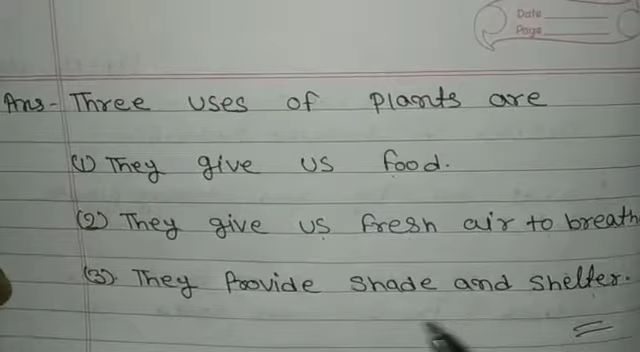 Date
Page
Ans- Three uses of plants are
(1) They give us food.
(2) They give us fresh air to breath
(3). They provide shade and shelter.